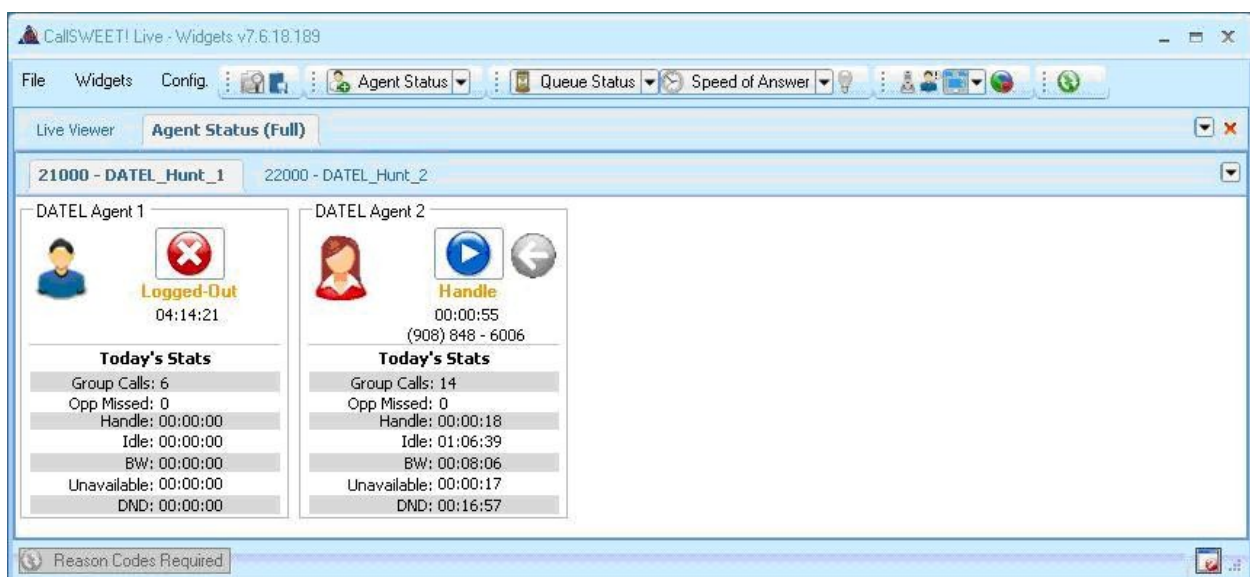 CallSWEET! Live - Widgets v7.6.18.189
File Widgets Config. Agent Status Queue Status Speed of Answer
Live Viewer Agent Status (Full)
21000 - DATEL_Hunt_1 22000 - DATEL_Hunt_2
DATEL Agent 1
Logged-Out
04:14:21
Today's Stats
Group Calls: 6
Opp Missed: 0
Handle: 00:00:00
Idle: 00:00:00
BW: 00:00:00
Unavailable: 00:00:00
DND: 00:00:00
DATEL Agent 2
Handle
00:00:55
(908) 848 - 6006
Today's Stats
Group Calls: 14
Opp Missed: 0
Handle: 00:00:18
Idle: 01:06:39
BW: 00:08:06
Unavailable: 00:00:17
DND: 00:16:57
Reason Codes Required